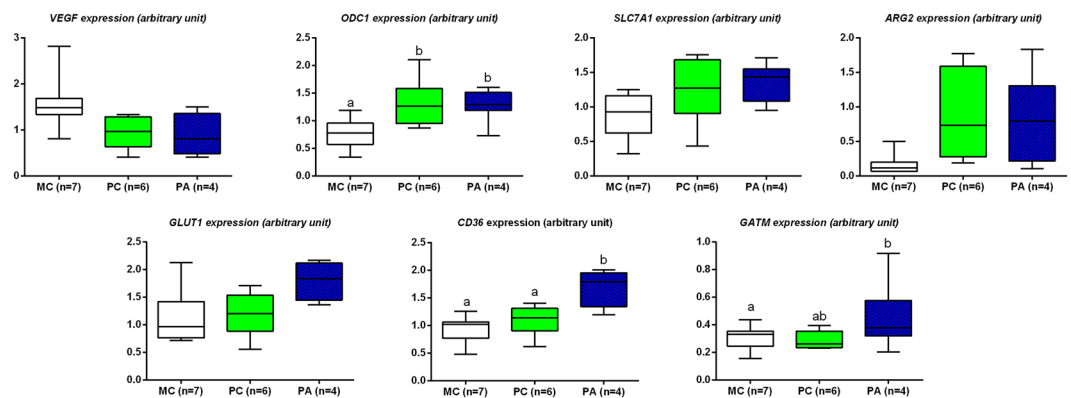 VEGF expression (arbitrary unit)
3
2
1
0
MC (n=7) PC (n=6) PA (n=4)
ODC1 expression (arbitrary unit)
2.5
2.0
1.5
1.0
0.5
0.0
a
b
b
MC (n=7) PC (n=6) PA (n=4)
SLC7A1 expression (arbitrary unit)
2.0
1.5
1.0
0.5
0.0
MC (n=7) PC (n=6) PA (n=4)
ARG2 expression (arbitrary unit)
2.0
1.5
1.0
0.5
0.0
MC (n=7) PC (n=6) PA (n=4)
GLUT1 expression (arbitrary unit)
2.5
2.0
1.5
1.0
0.5
0.0
MC (n=7) PC (n=6) PA (n=4)
CD36 expression (arbitrary unit)
2.5
2.0
1.5
1.0
0.5
0.0
a
a
b
MC (n=7) PC (n=6) PA (n=4)
GATM expression (arbitrary unit)
1.0
0.8
0.6
0.4
0.2
0.0
a
ab
b
MC (n=7) PC (n=6) PA (n=4)